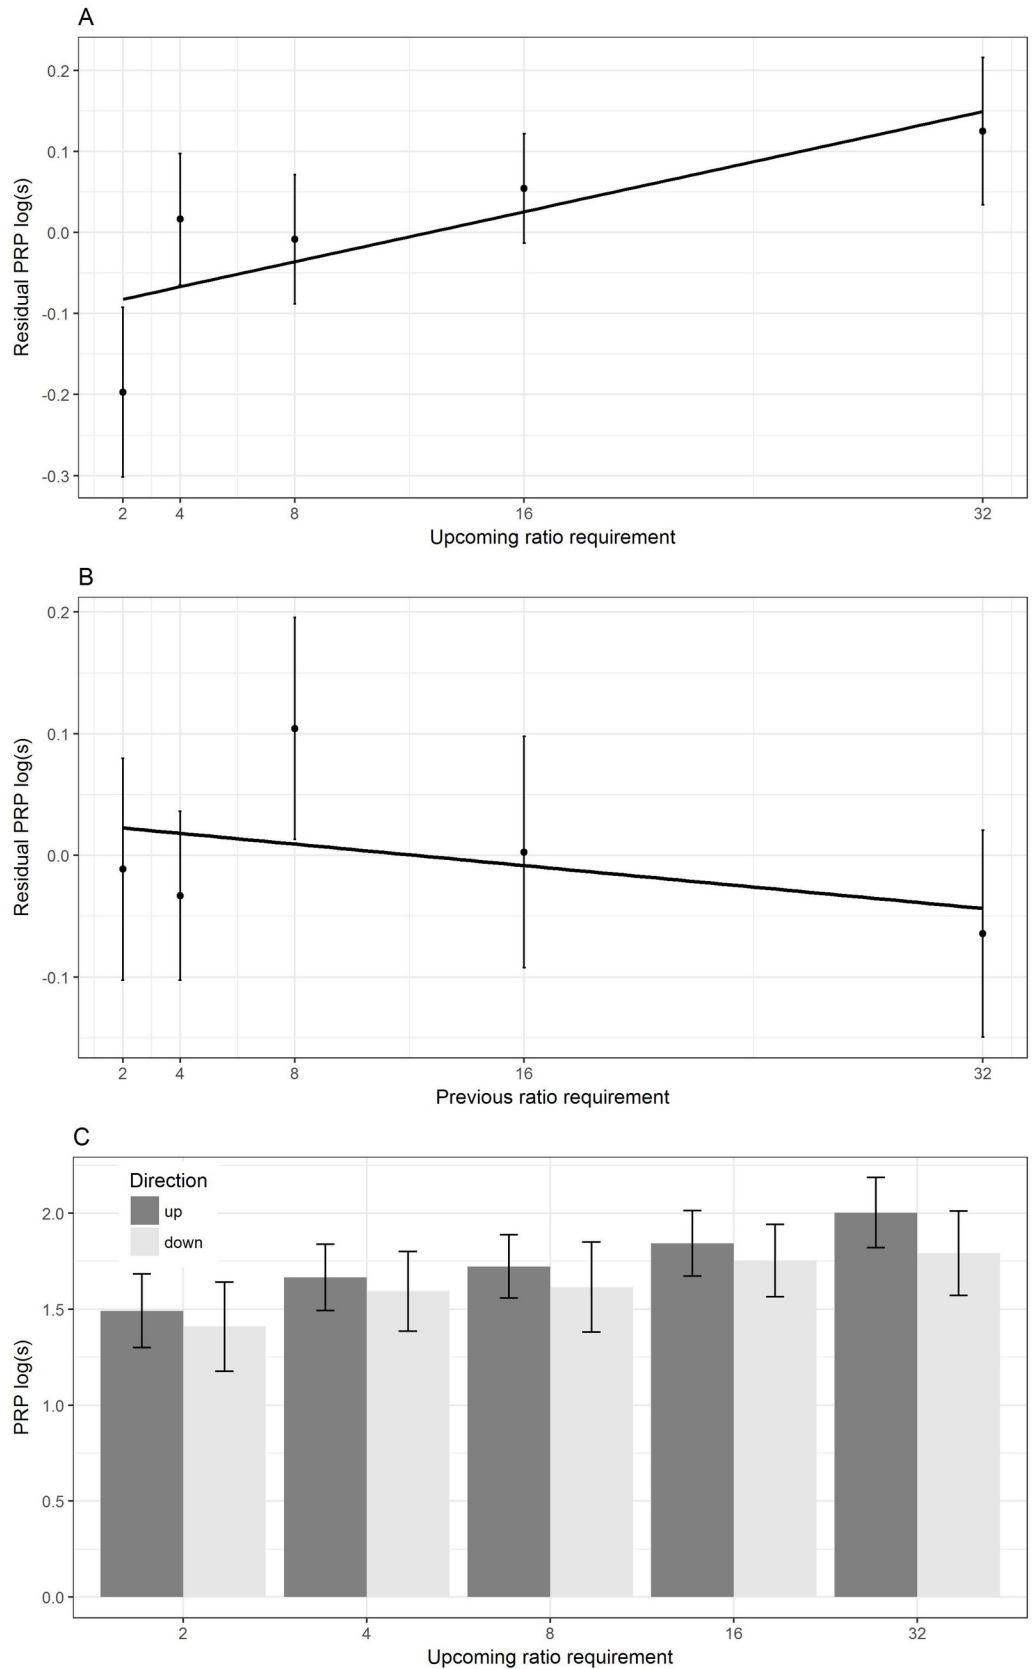 A
Residual PRP log(s)
0.2
0.1
0.0
-0.1
-0.2
-0.3
2 4 8 16 32
Upcoming ratio requirement
B
Residual PRP log(s)
0.2
0.1
0.0
-0.1
2 4 8 16 32
Previous ratio requirement
C
PRP log(s)
Direction
up
down
2.0
1.5
1.0
0.5
0.0
2 4 8 16 32
Upcoming ratio requirement